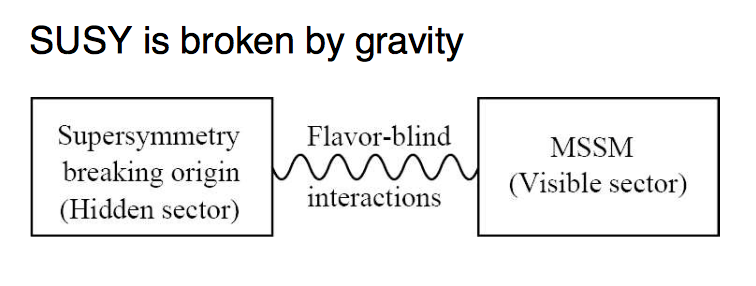 SUSY is broken by gravity
Supersymmetry
breaking origin
(Hidden sector)
Flavor-blind
interactions
MSSM
(Visible sector)